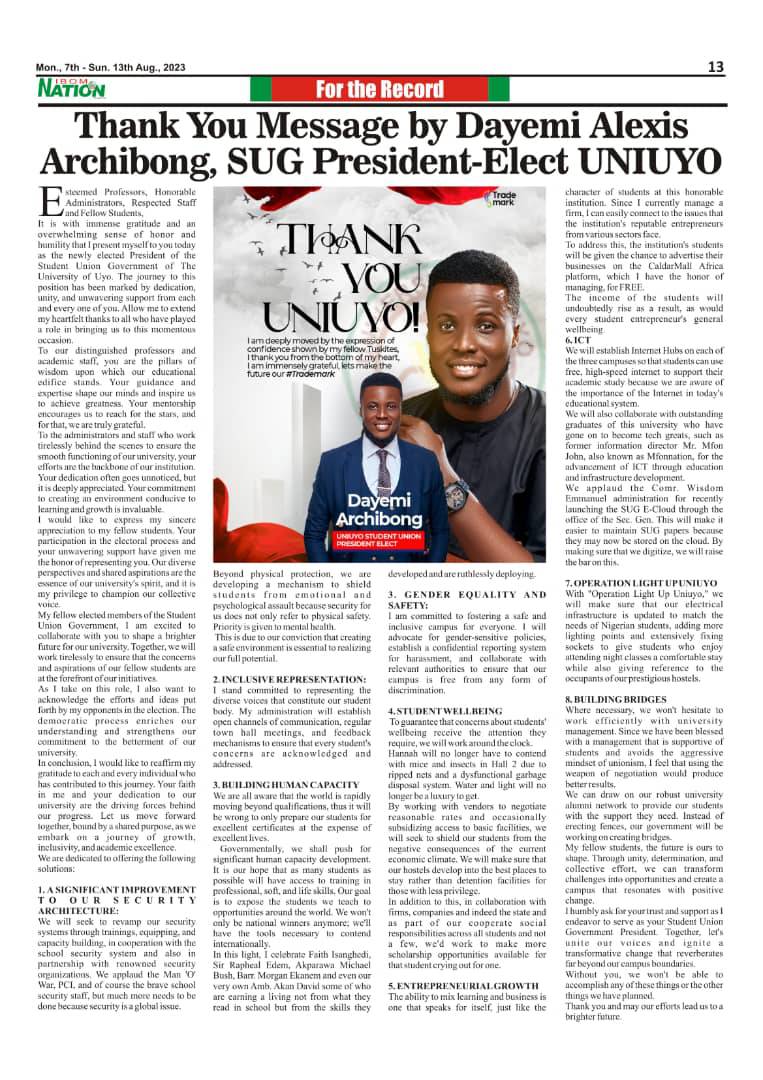 Mon., 7th - Sun. 13th Aug., 2023
13
IBOM
NATION
For the Record
Thank You Message by Dayemi Alexis
Archibong, SUG President-Elect UNIUYO
Esteemed Professors, Honorable
Administrators, Respected Staff
and Fellow Students,
It is with immense gratitude and an
overwhelming sense of honor and
humility that I present myself to you today
as the newly elected President of the
Student Union Government of The
University of Uyo. The journey to this
position has been marked by dedication,
unity, and unwavering support from each
and every one of you. Allow me to extend
my heartfelt thanks to all who have played
a role in bringing us to this momentous
occasion.
To our distinguished professors and
academic staff, you are the pillars of
wisdom upon which our educational
edifice stands. Your guidance and
expertise shape our minds and inspire us
to achieve greatness. Your mentorship
encourages us to reach for the stars, and
for that, we are truly grateful.
To the administrators and staff who work
tirelessly behind the scenes to ensure the
smooth functioning of our university, your
efforts are the backbone of our institution.
Your dedication often goes unnoticed, but
it is deeply appreciated. Your commitment
to creating an environment conducive to
learning and growth is invaluable.
I would like to express my sincere
appreciation to my fellow students. Your
participation in the electoral process and
your unwavering support have given me
the honor of representing you. Our diverse
perspectives and shared aspirations are the
essence of our university's spirit, and it is
my privilege to champion our collective
voice.
My fellow elected members of the Student
Union Government, I am excited to
collaborate with you to shape a brighter
future for our university. Together, we will
work tirelessly to ensure that the concerns
and aspirations of our fellow students are
at the forefront of our initiatives.
As I take on this role, I also want to
acknowledge the efforts and ideas put
forth by my opponents in the election. The
democratic process enriches our
understanding and strengthens our
commitment to the betterment of our
university.
In conclusion, I would like to reaffirm my
gratitude to each and every individual who
has contributed to this journey. Your faith
in me and your dedication to our
university are the driving forces behind
our progress. Let us move forward
together, bound by a shared purpose, as we
embark on a journey of growth,
inclusivity, and academic excellence.
We are dedicated to offering the following
solutions:
1. A SIGNIFICANT IMPROVEMENT
TO OUR SECURITY
ARCHITECTURE:
We will seek to revamp our security
systems through trainings, equipping, and
capacity building, in cooperation with the
school security system and also in
partnership with renowned security
organizations. We applaud the Man 'O'
War, PCI, and of course the brave school
security staff, but much more needs to be
done because security is a global issue.
Trade
mark
THANK
YOU
UNIUYO!
I am deeply moved by the expression of
confidence shown by my fellow Tuskites,
I thank you from the bottom of my heart,
I am immensely grateful, lets make the
future our #Trademark
Dayemi
Archibong
UNIUYO STUDENT UNION
PRESIDENT ELECT
Beyond physical protection, we are
developing a mechanism to shield
students from emotional and
psychological assault because security for
us does not only refer to physical safety.
Priority is given to mental health.
This is due to our conviction that creating
a safe environment is essential to realizing
our full potential.
2. INCLUSIVE REPRESENTATION:
I stand committed to representing the
diverse voices that constitute our student
body. My administration will establish
open channels of communication, regular
town hall meetings, and feedback
mechanisms to ensure that every student's
concerns are acknowledged and
addressed.
3. BUILDING HUMAN CAPACITY
We are all aware that the world is rapidly
moving beyond qualifications, thus it will
be wrong to only prepare our students for
excellent certificates at the expense of
excellent lives.
Governmentally, we shall push for
significant human capacity development.
It is our hope that as many students as
possible will have access to training in
professional, soft, and life skills. Our goal
is to expose the students we teach to
opportunities around the world. We won't
only be national winners anymore; we'll
have the tools necessary to contend
internationally.
In this light, I celebrate Faith Isanghedi,
Sir Rapheal Edem, Akparawa Michael
Bush, Barr. Morgan Ekanem and even our
very own Amb. Akan David some of who
are earning a living not from what they
read in school but from the skills they
developed and are ruthlessly deploying.
3. GENDER EQUALITY AND
SAFETY:
I am committed to fostering a safe and
inclusive campus for everyone. I will
advocate for gender-sensitive policies,
establish a confidential reporting system
for harassment, and collaborate with
relevant authorities to ensure that our
campus is free from any form of
discrimination.
4. STUDENT WELLBEING
To guarantee that concerns about students'
wellbeing receive the attention they
require, we will work around the clock.
Hannah will no longer have to contend
with mice and insects in Hall 2 due to
ripped nets and a dysfunctional garbage
disposal system. Water and light will no
longer be a luxury to get.
By working with vendors to negotiate
reasonable rates and occasionally
subsidizing access to basic facilities, we
will seek to shield our students from the
negative consequences of the current
economic climate. We will make sure that
our hostels develop into the best places to
stay rather than detention facilities for
those with less privilege.
In addition to this, in collaboration with
firms, companies and indeed the state and
as part of our cooperate social
responsibilities across all students and not
a few, we'd work to make more
scholarship opportunities available for
that student crying out for one.
5. ENTREPRENEURIAL GROWTH
The ability to mix learning and business is
one that speaks for itself, just like the
character of students at this honorable
institution. Since I currently manage a
firm, I can easily connect to the issues that
the institution's reputable entrepreneurs
from various sectors face.
To address this, the institution's students
will be given the chance to advertise their
businesses on the CaldarMall Africa
platform, which I have the honor of
managing, for FREE.
The income of the students will
undoubtedly rise as a result, as would
every student entrepreneur's general
wellbeing.
6. ICT
We will establish Internet Hubs on each of
the three campuses so that students can use
free, high-speed internet to support their
academic study because we are aware of
the importance of the Internet in today's
educational system.
We will also collaborate with outstanding
graduates of this university who have
gone on to become tech greats, such as
former information director Mr. Mfon
John, also known as Mfonnation, for the
advancement of ICT through education
and infrastructure development.
We applaud the Comr. Wisdom
Emmanuel administration for recently
launching the SUG E-Cloud through the
office of the Sec. Gen. This will make it
easier to maintain SUG papers because
they may now be stored on the cloud. By
making sure that we digitize, we will raise
the bar on this.
7. OPERATION LIGHT UP UNIUYO
With "Operation Light Up Uniuyo," we
will make sure that our electrical
infrastructure is updated to match the
needs of Nigerian students, adding more
lighting points and extensively fixing
sockets to give students who enjoy
attending night classes a comfortable stay
while also giving reference to the
occupants of our prestigious hostels.
8. BUILDING BRIDGES
Where necessary, we won't hesitate to
work efficiently with university
management. Since we have been blessed
with a management that is supportive of
students and avoids the aggressive
mindset of unionism, I feel that using the
weapon of negotiation would produce
better results.
We can draw on our robust university
alumni network to provide our students
with the support they need. Instead of
erecting fences, our government will be
working on creating bridges.
My fellow students, the future is ours to
shape. Through unity, determination, and
collective effort, we can transform
challenges into opportunities and create a
campus that resonates with positive
change.
I humbly ask for your trust and support as I
endeavor to serve as your Student Union
Government President. Together, let's
unite our voices and ignite a
transformative change that reverberates
far beyond our campus boundaries.
Without you, we won't be able to
accomplish any of these things or the other
things we have planned.
Thank you and may our efforts lead us to a
brighter future.